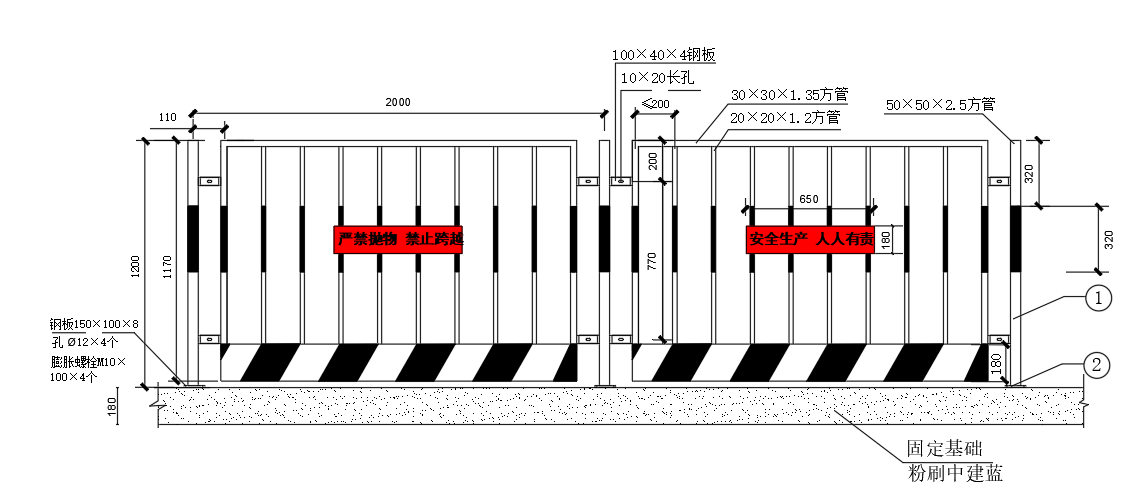 100×40×4钢板
10×20长孔
2000
≤200
30×30×1.35方管
50×50×2.5方管
110
20×20×1.2方管
200
320
650
严禁抛物 禁止跨越
安全生产 人人有责
180
320
1200
1170
770
1
钢板150×100×8
孔 Ø12×4个
膨胀螺栓M10×
100×4个
180
2
180
固定基础
粉刷中建蓝